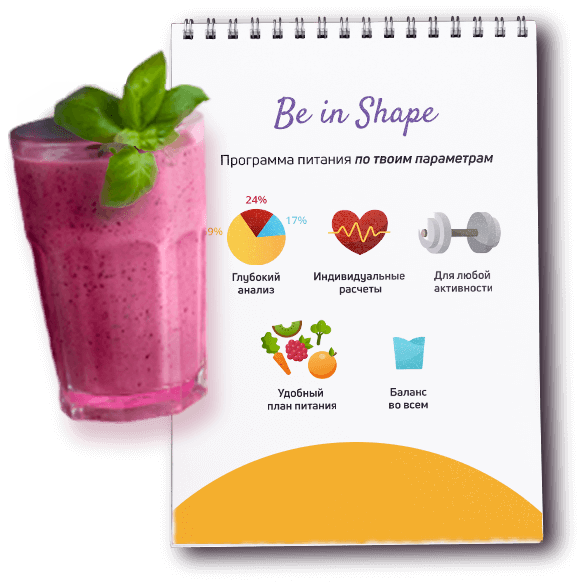 Be in Shape
Программа питания по твоим параметрам
24%
17%
9%
Глубокий
анализ
Индивидуальные
расчеты
Для любой
активности
Удобный
план питания
Баланс
во всем